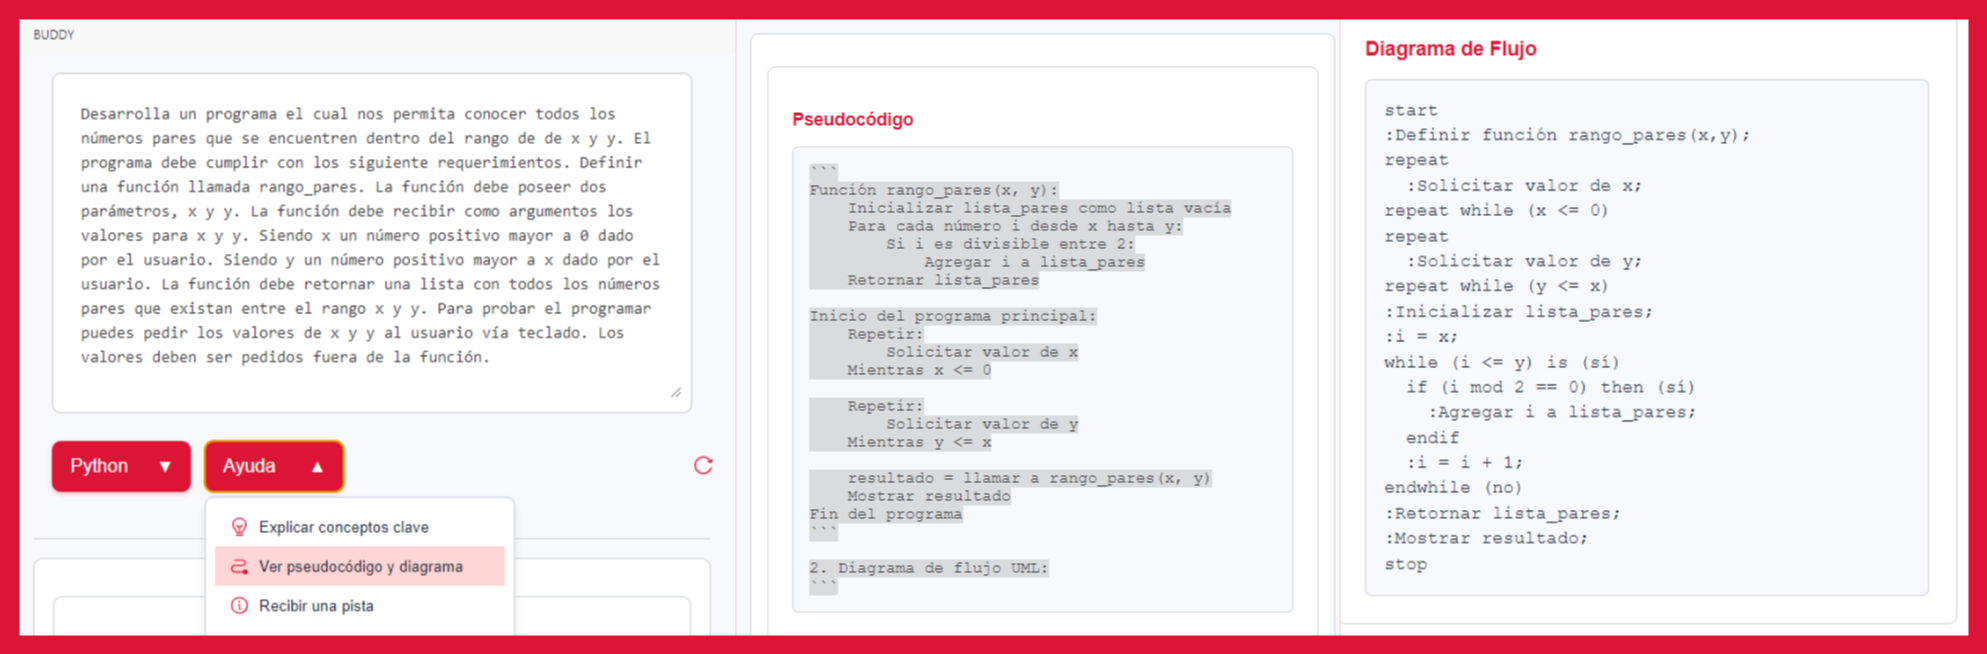 BUDDY
Desarrolla un programa el cual nos permita conocer todos los
números pares que se encuentren dentro del rango de de x y y. El
programa debe cumplir con los siguiente requerimientos. Definir
una función llamada rango_pares. La función debe poseer dos
parámetros, x y y. La función debe recibir como argumentos los
valores para x y y. Siendo x un número positivo mayor a 0 dado
por el usuario. Siendo y un número positivo mayor a x dado por el
usuario. La función debe retornar una lista con todos los números
pares que existan entre el rango x y y. Para probar el programar
puedes pedir los valores de x y y al usuario vía teclado. Los
valores deben ser pedidos fuera de la función.
Python ▼
Ayuda ▲
Explicar conceptos clave
Ver pseudocódigo y diagrama
Recibir una pista
Pseudocódigo
```
Función rango_pares(x, y):
    Inicializar lista_pares como lista vacía
    Para cada número i desde x hasta y:
        Si i es divisible entre 2:
            Agregar i a lista_pares
    Retornar lista_pares
Inicio del programa principal:
    Repetir:
        Solicitar valor de x
    Mientras x <= 0
    Repetir:
        Solicitar valor de y
    Mientras y <= x
    resultado = llamar a rango_pares(x, y)
    Mostrar resultado
Fin del programa
```
2. Diagrama de flujo UML:
```
Diagrama de Flujo
start
:Definir función rango_pares(x,y);
repeat
  :Solicitar valor de x;
repeat while (x <= 0)
repeat
  :Solicitar valor de y;
repeat while (y <= x)
:Inicializar lista_pares;
:i = x;
while (i <= y) is (sí)
  if (i mod 2 == 0) then (sí)
    :Agregar i a lista_pares;
  endif
  :i = i + 1;
endwhile (no)
:Retornar lista_pares;
:Mostrar resultado;
stop